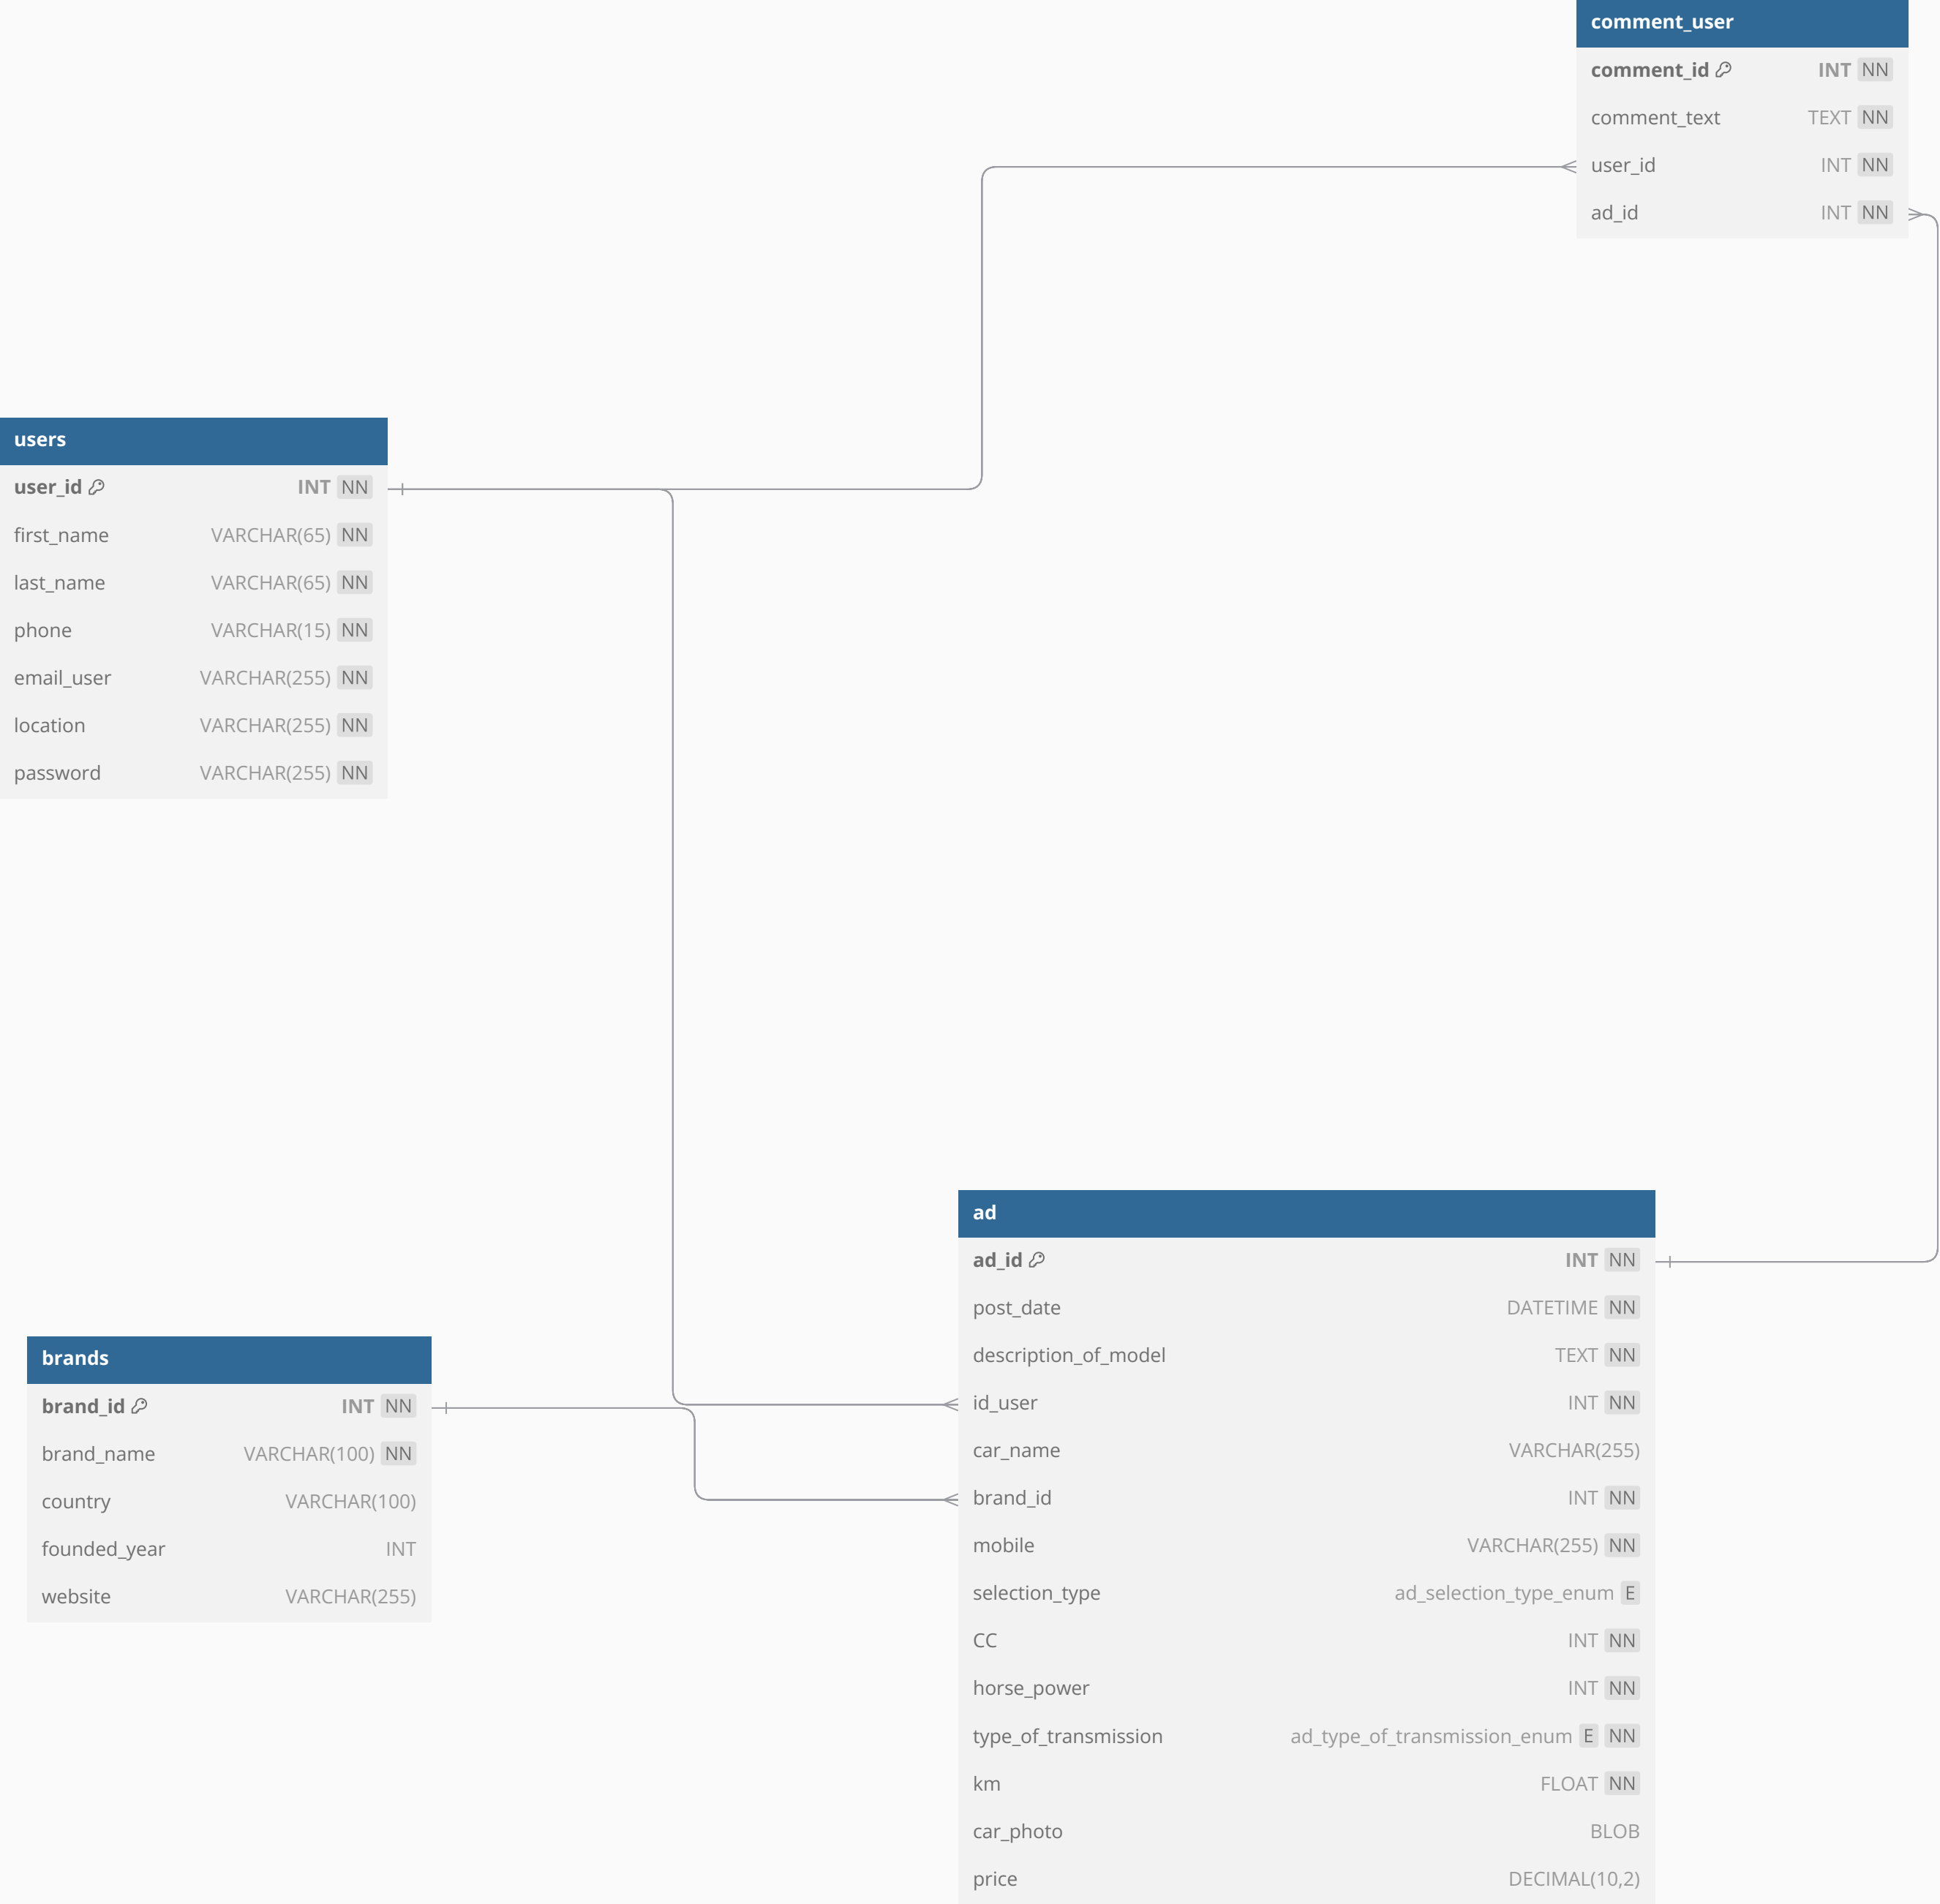 comment_user
comment_id INT NN
comment_text TEXT NN
user_id INT NN
ad_id INT NN
users
user_id INT NN
first_name VARCHAR(65) NN
last_name VARCHAR(65) NN
phone VARCHAR(15) NN
email_user VARCHAR(255) NN
location VARCHAR(255) NN
password VARCHAR(255) NN
brands
brand_id INT NN
brand_name VARCHAR(100) NN
country VARCHAR(100)
founded_year INT
website VARCHAR(255)
ad
ad_id INT NN
post_date DATETIME NN
description_of_model TEXT NN
id_user INT NN
car_name VARCHAR(255)
brand_id INT NN
mobile VARCHAR(255) NN
selection_type ad_selection_type_enum E
CC INT NN
horse_power INT NN
type_of_transmission ad_type_of_transmission_enum E NN
km FLOAT NN
car_photo BLOB
price DECIMAL(10,2)